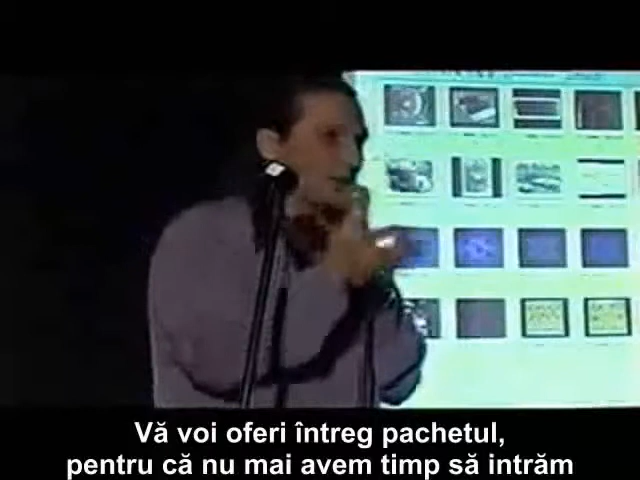 Vă voi oferi întreg pachetul,
pentru că nu mai avem timp să intrăm